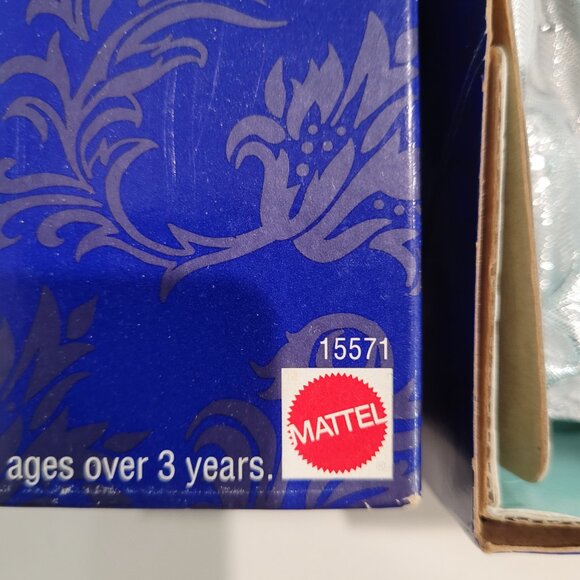 15571
MATTEL
ages over 3 years.